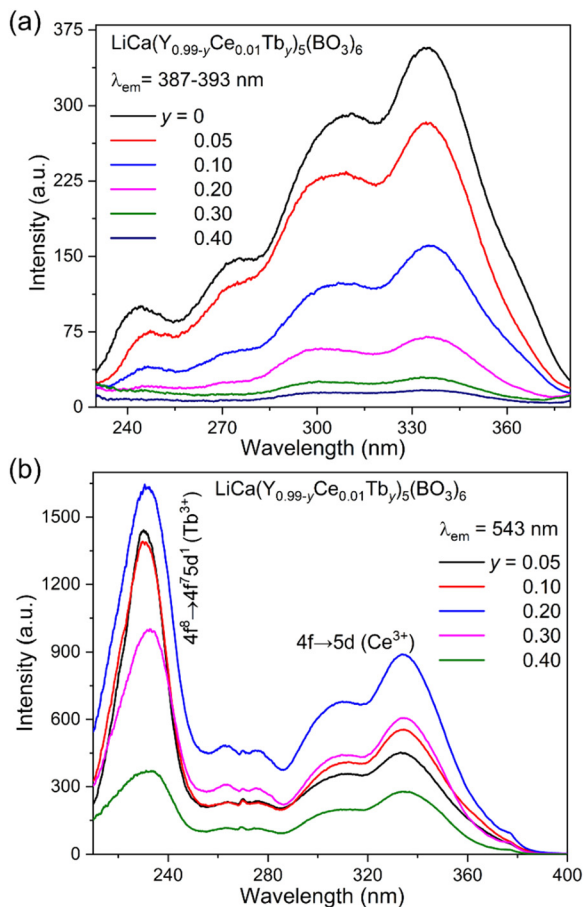 (a)
LiCa(Y0.99-yCe0.01Tby)5(BO3)6
λem= 387-393 nm
y = 0
0.05
0.10
0.20
0.30
0.40
375
300
225
150
75
0
Intensity (a.u.)
240 270 300 330 360
Wavelength (nm)
(b)
LiCa(Y0.99-yCe0.01Tby)5(BO3)6
λem = 543 nm
y = 0.05
0.10
0.20
0.30
0.40
4f⁸→4f⁷5d¹ (Tb³⁺)
4f→5d (Ce³⁺)
1500
1200
900
600
300
0
Intensity (a.u.)
240 280 320 360 400
Wavelength (nm)